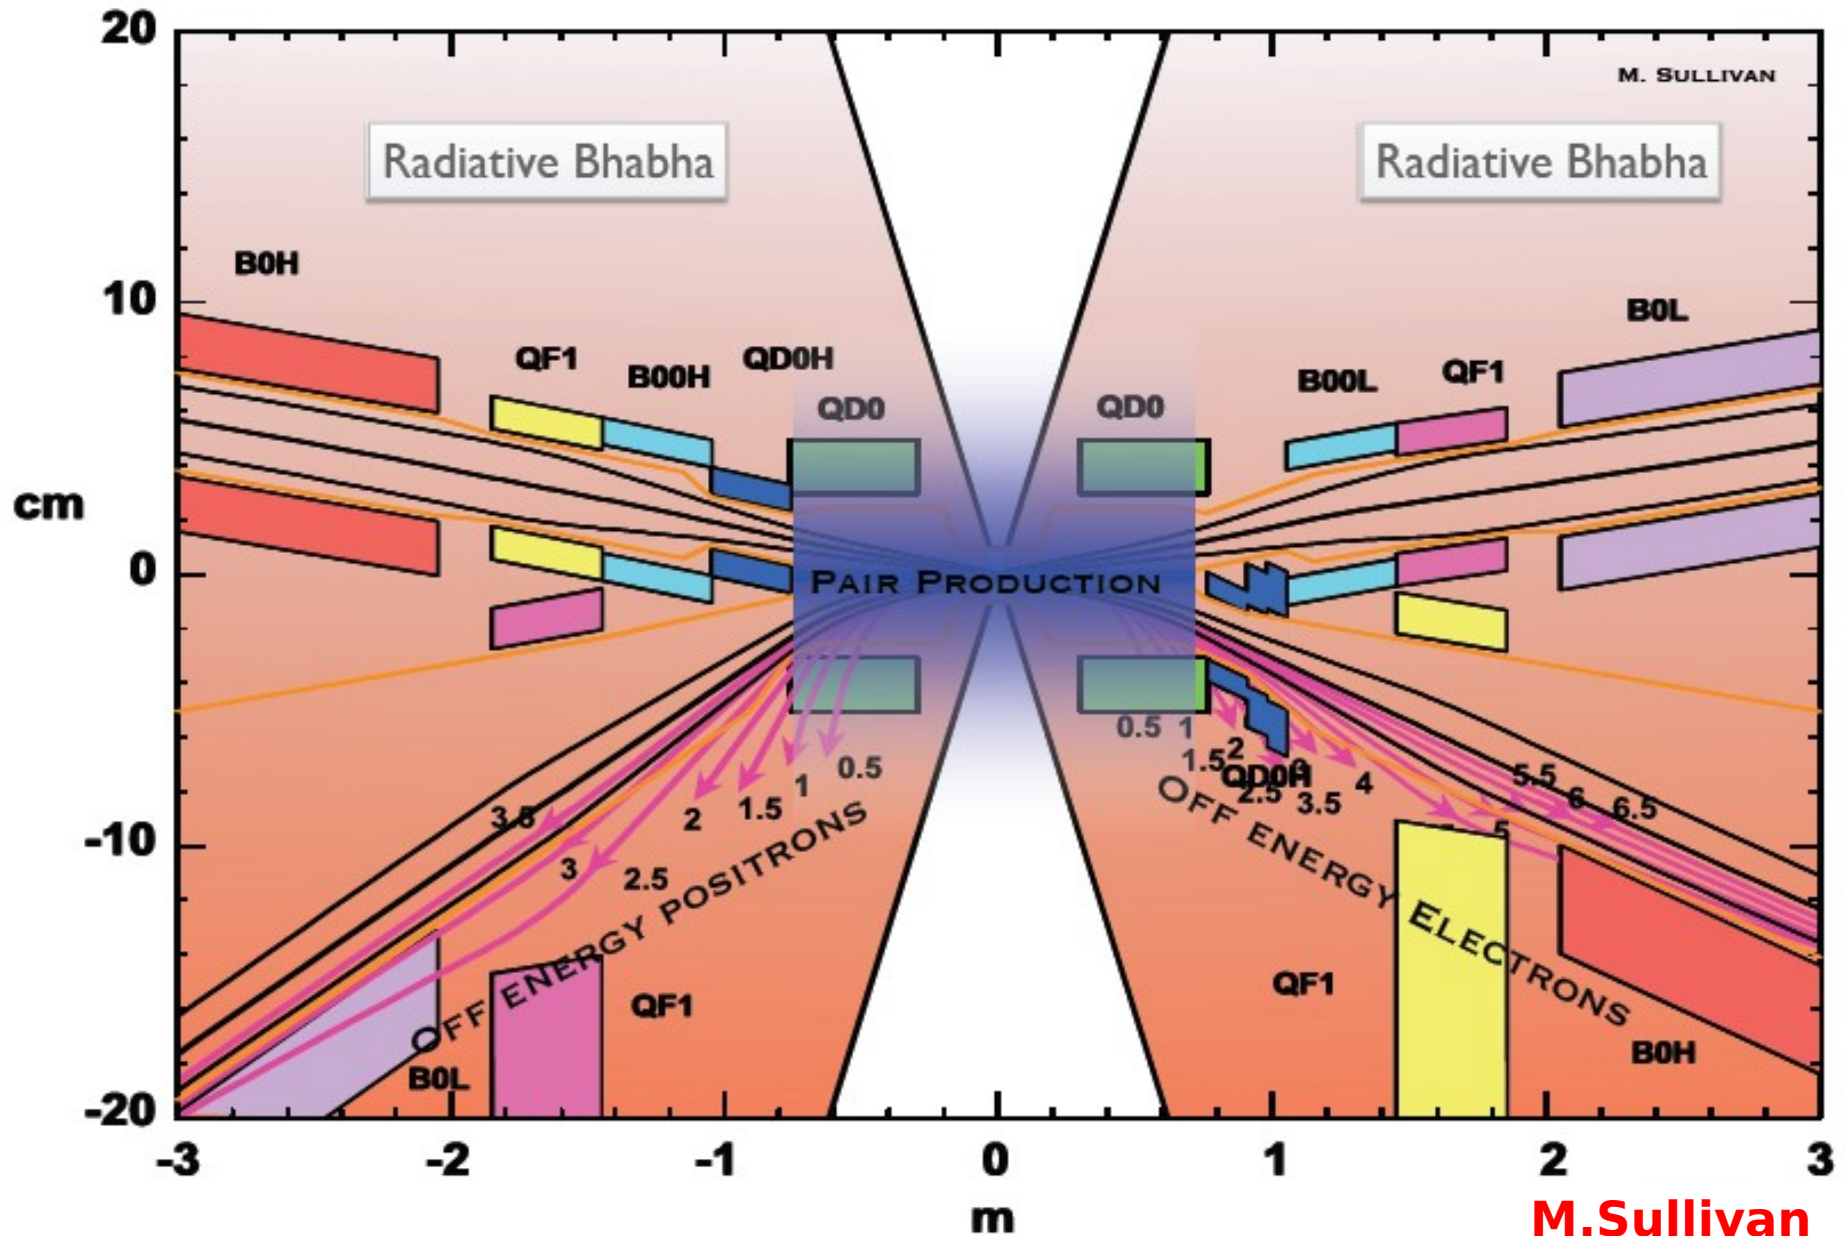 20
M. SULLIVAN
Radiative Bhabha
Radiative Bhabha
B0H
10
B0L
QF1
B00H
QD0H
QD0
QD0
B00L
QF1
cm
0
PAIR PRODUCTION
0.5
1
1.5
2
QD0H
2.5
3.5
4
5.5
6
6.5
5
0.5
1
1.5
2
3.5
3
2.5
-10
OFF ENERGY POSITRONS
OFF ENERGY ELECTRONS
QF1
QF1
B0L
B0H
-20
-3
-2
-1
0
1
2
3
m
M.Sullivan